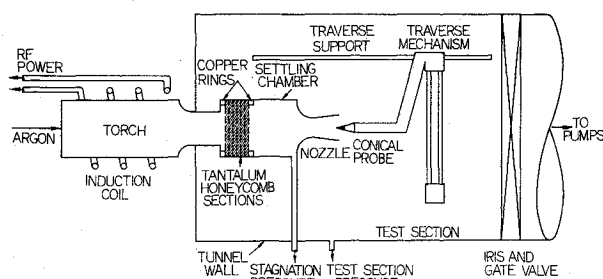 TRAVERSE
SUPPORT
TRAVERSE
MECHANISM
RF
POWER
COPPER
RINGS
SETTLING
CHAMBER
TORCH
ARGON
TO
PUMPS
NOZZLE
CONICAL
PROBE
INDUCTION
COIL
TANTALUM
HONEYCOMB
SECTIONS
TEST SECTION
TUNNEL
WALL
STAGNATION
TEST SECTION
IRIS AND
GATE VALVE